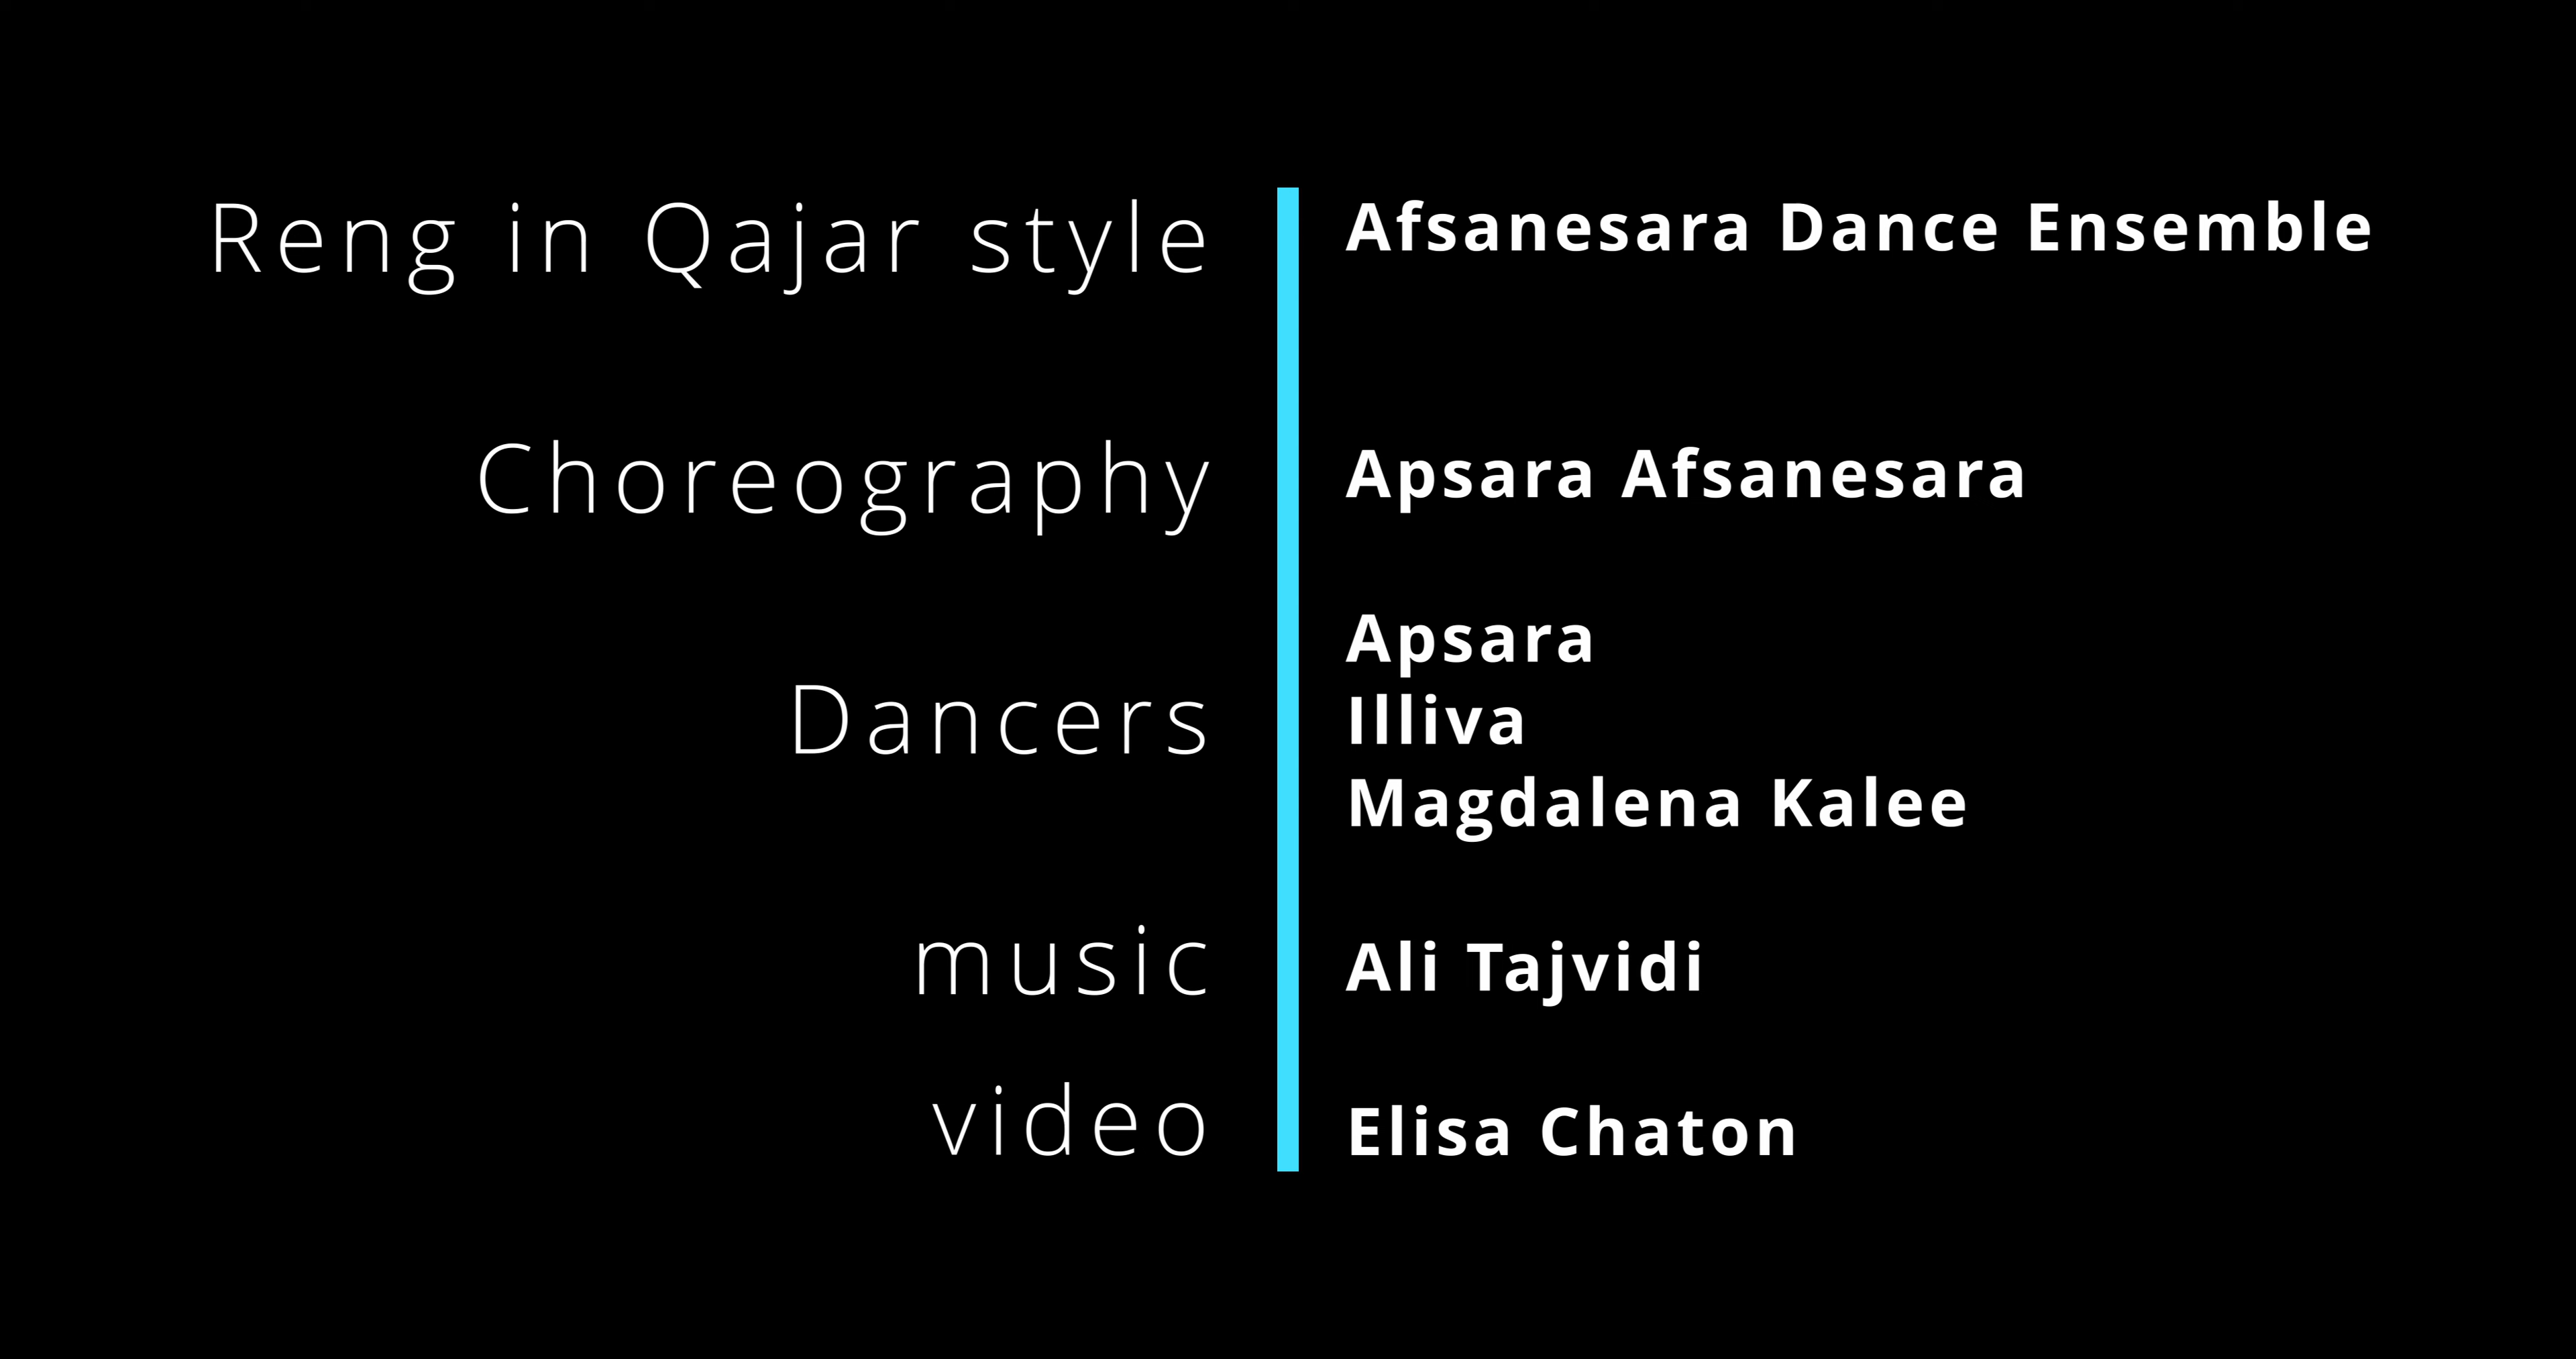 Reng in Qajar style
Afsanesara Dance Ensemble
Choreography
Apsara Afsanesara
Dancers
Apsara
Illiva
Magdalena Kalee
music
Ali Tajvidi
video
Elisa Chaton